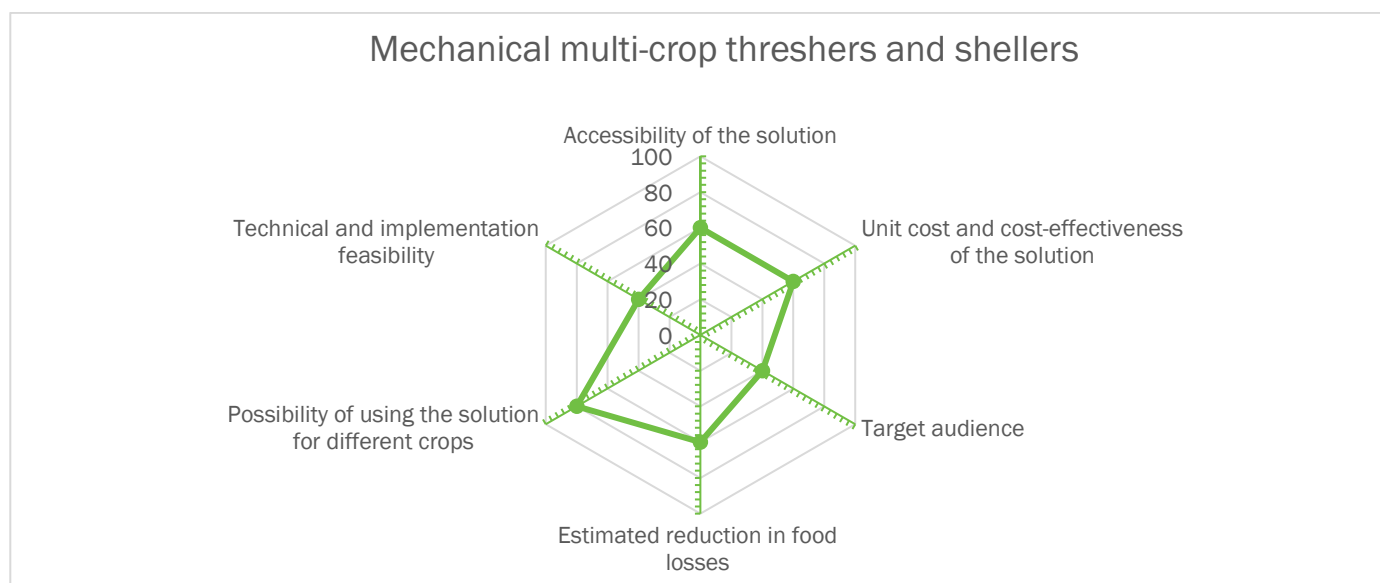 Mechanical multi-crop threshers and shellers
Accessibility of the solution
100
80
60
40
20
0
Technical and implementation
feasibility
Unit cost and cost-effectiveness
of the solution
Possibility of using the solution
for different crops
Target audience
Estimated reduction in food
losses